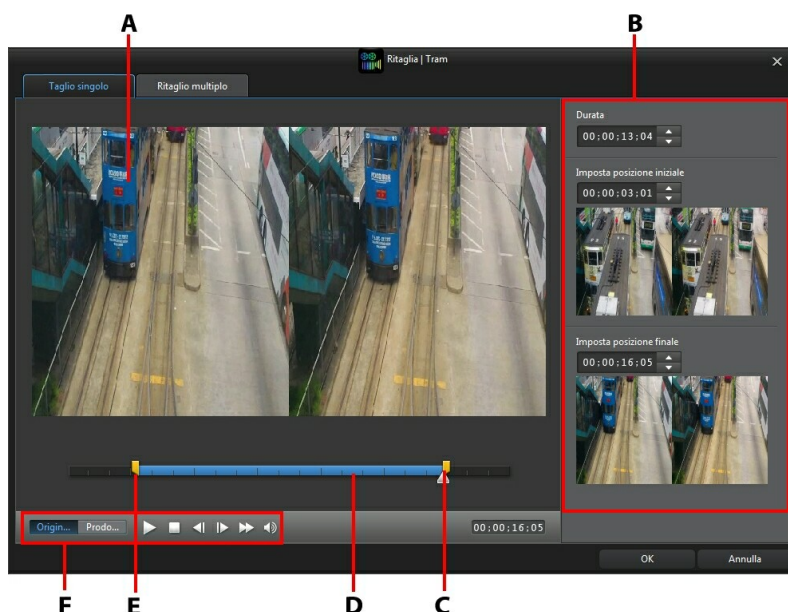 A
B
Ritaglia | Tram
Taglio singolo
Ritaglio multiplo
Durata
00;00;13;04
Imposta posizione iniziale
00;00;03;01
Imposta posizione finale
00;00;16;05
Origin...
Prodo...
00;00;16;05
OK
Annulla
F
E
D
C